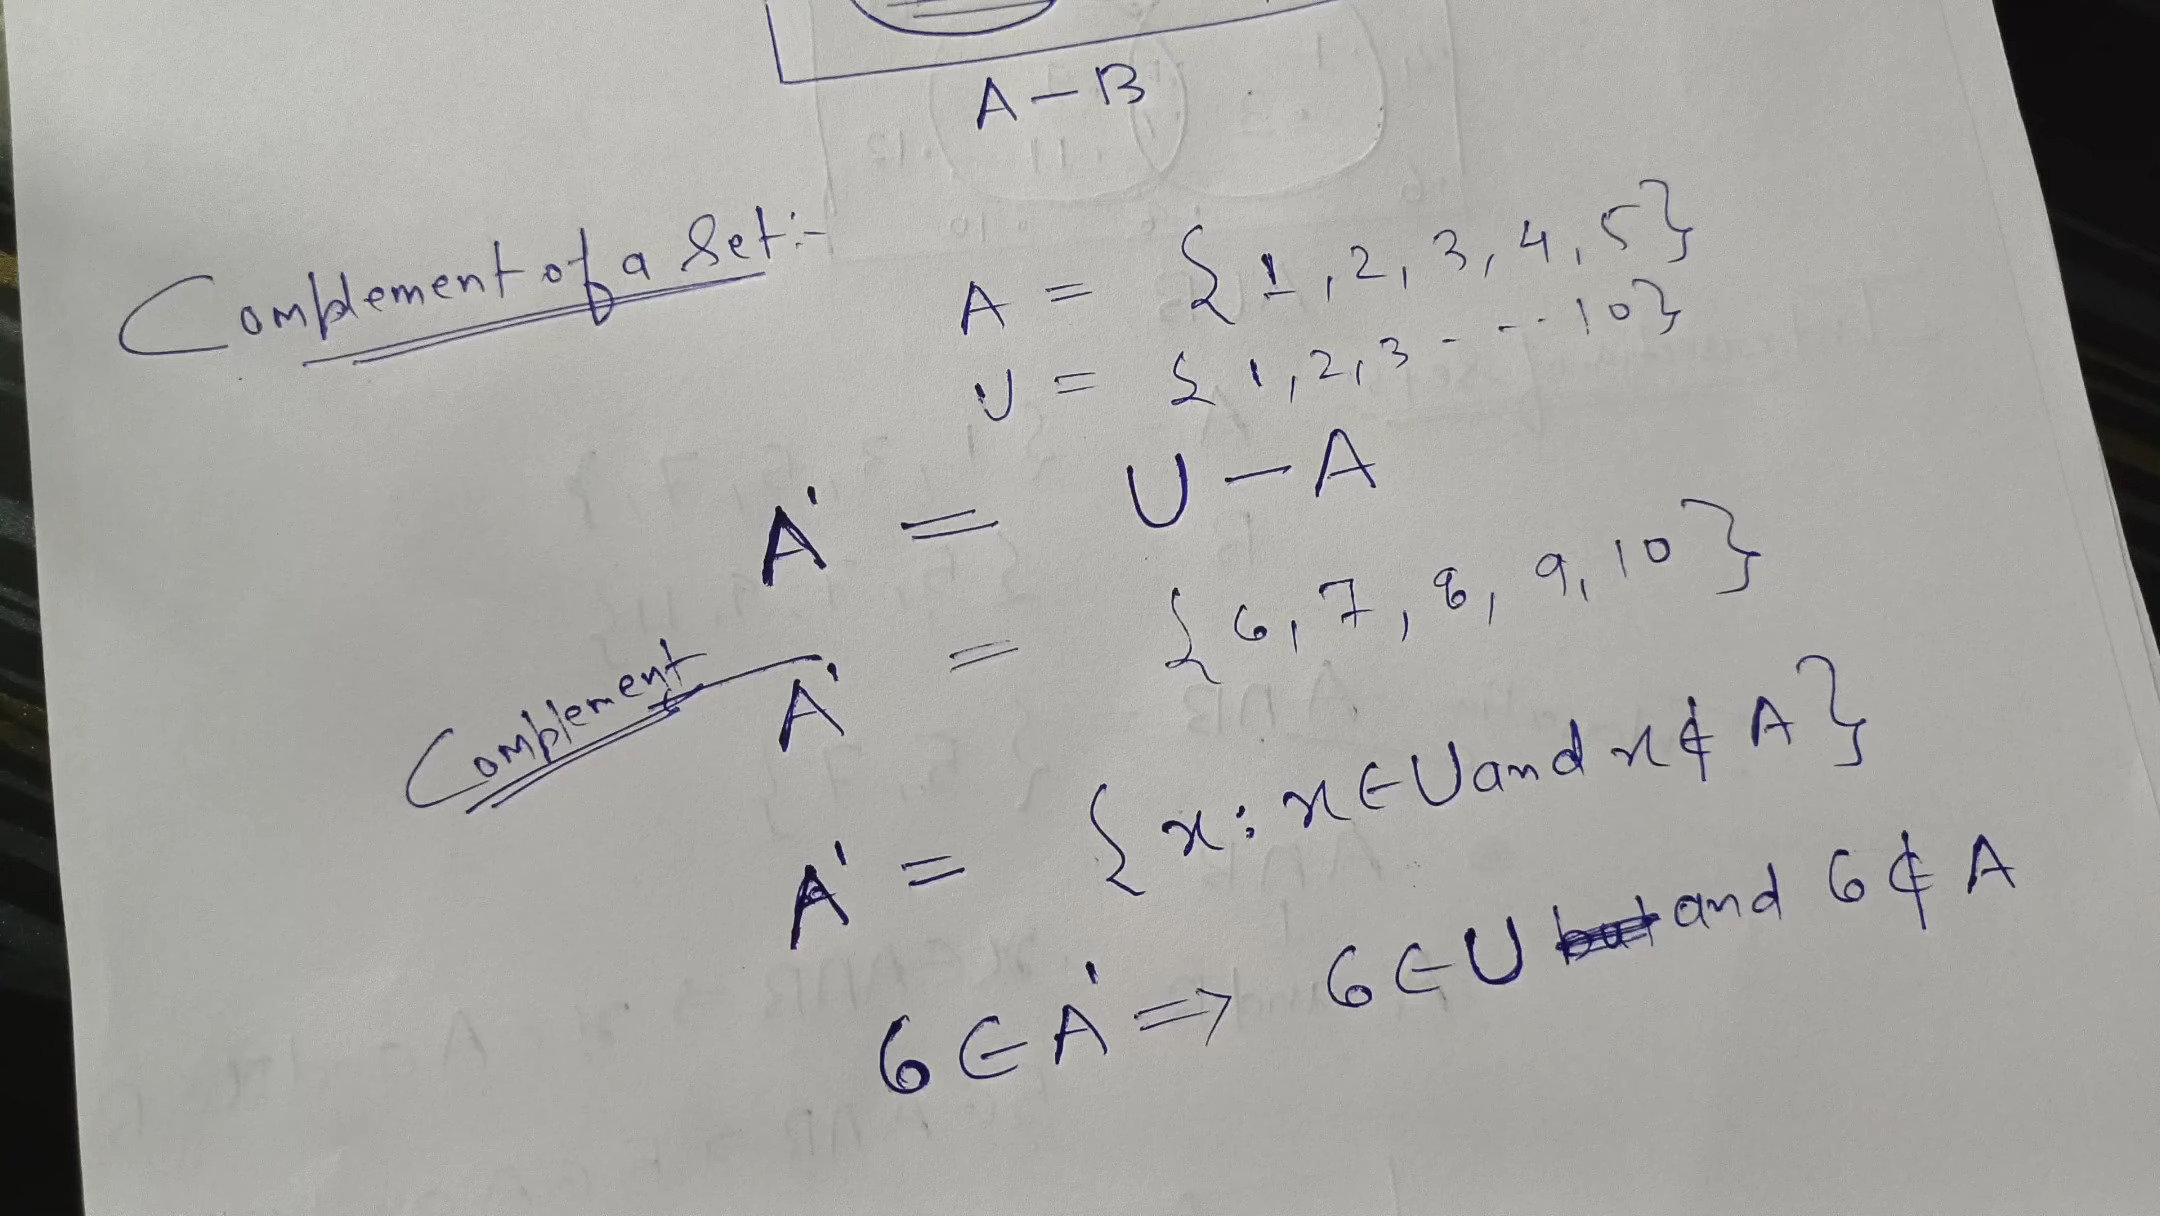 A - B
Complement of a Set:-
A = {1, 2, 3, 4, 5}
U = {1, 2, 3 - - .. 10}
A' = U - A
Complement A' = {6, 7, 8, 9, 10}
A' = {x : x ∈ U and x ∉ A}
6 ∈ A' => 6 ∈ U and 6 ∉ A